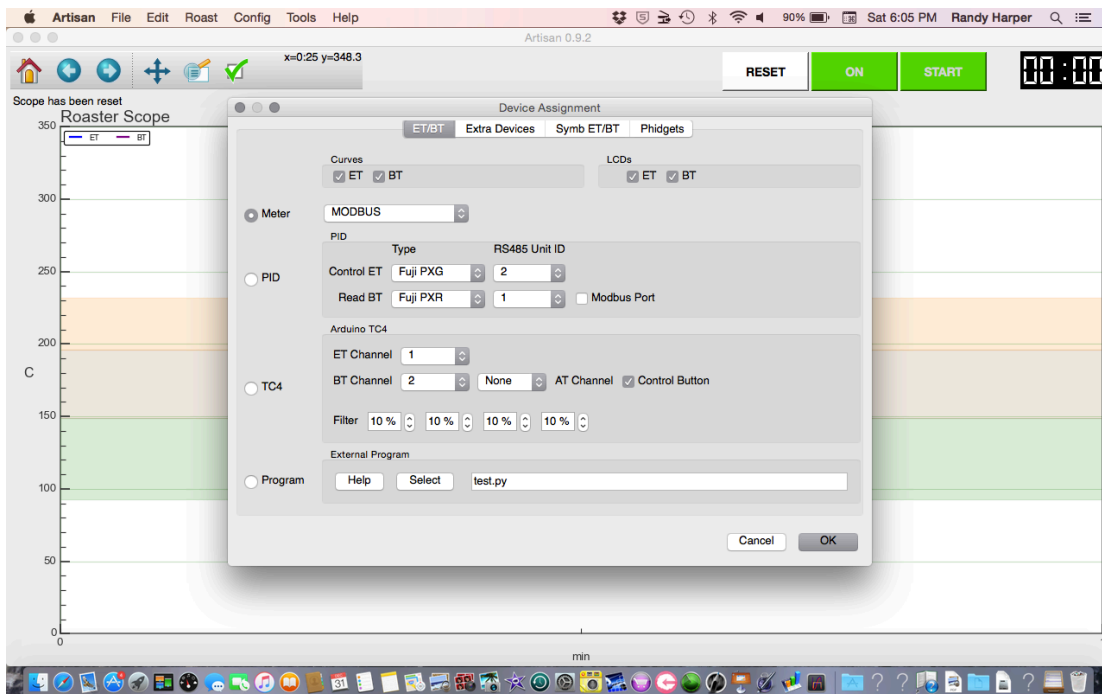 Artisan File Edit Roast Config Tools Help 90% Sat 6:05 PM Randy Harper
Artisan 0.9.2
x=0:25 y=348.3
RESET ON START 00:00
Scope has been reset
Roaster Scope
ET BT
Device Assignment
ET/BT Extra Devices Symb ET/BT Phidgets
Curves LCDs
ET BT ET BT
Meter MODBUS
PID
Type RS485 Unit ID
Control ET Fuji PXG 2
PID
Read BT Fuji PXR 1 Modbus Port
Arduino TC4
ET Channel 1
BT Channel 2 None AT Channel Control Button
TC4
Filter 10 % 10 % 10 % 10 %
External Program
Program Help Select test.py
Cancel OK
350
300
250
200
C
150
100
50
0
0
min
31